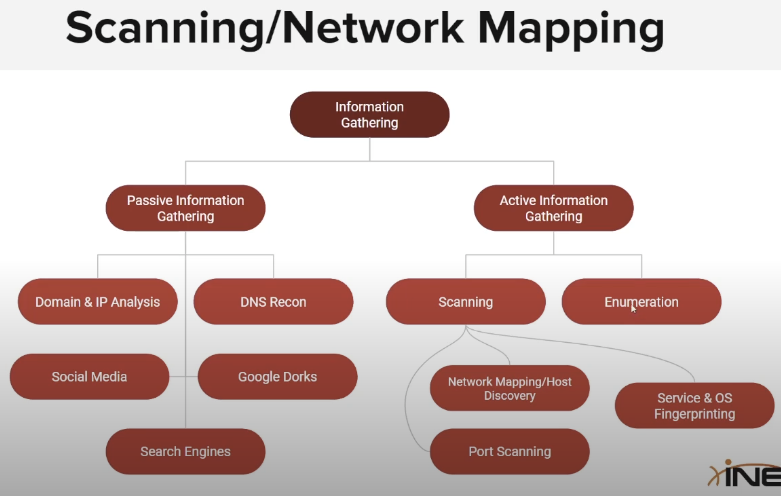 Scanning/Network Mapping
Information
Gathering
Passive Information
Gathering
Active Information
Gathering
Domain & IP Analysis
DNS Recon
Scanning
Enumeration
Social Media
Google Dorks
Network Mapping/Host
Discovery
Service & OS
Fingerprinting
Search Engines
Port Scanning
INE